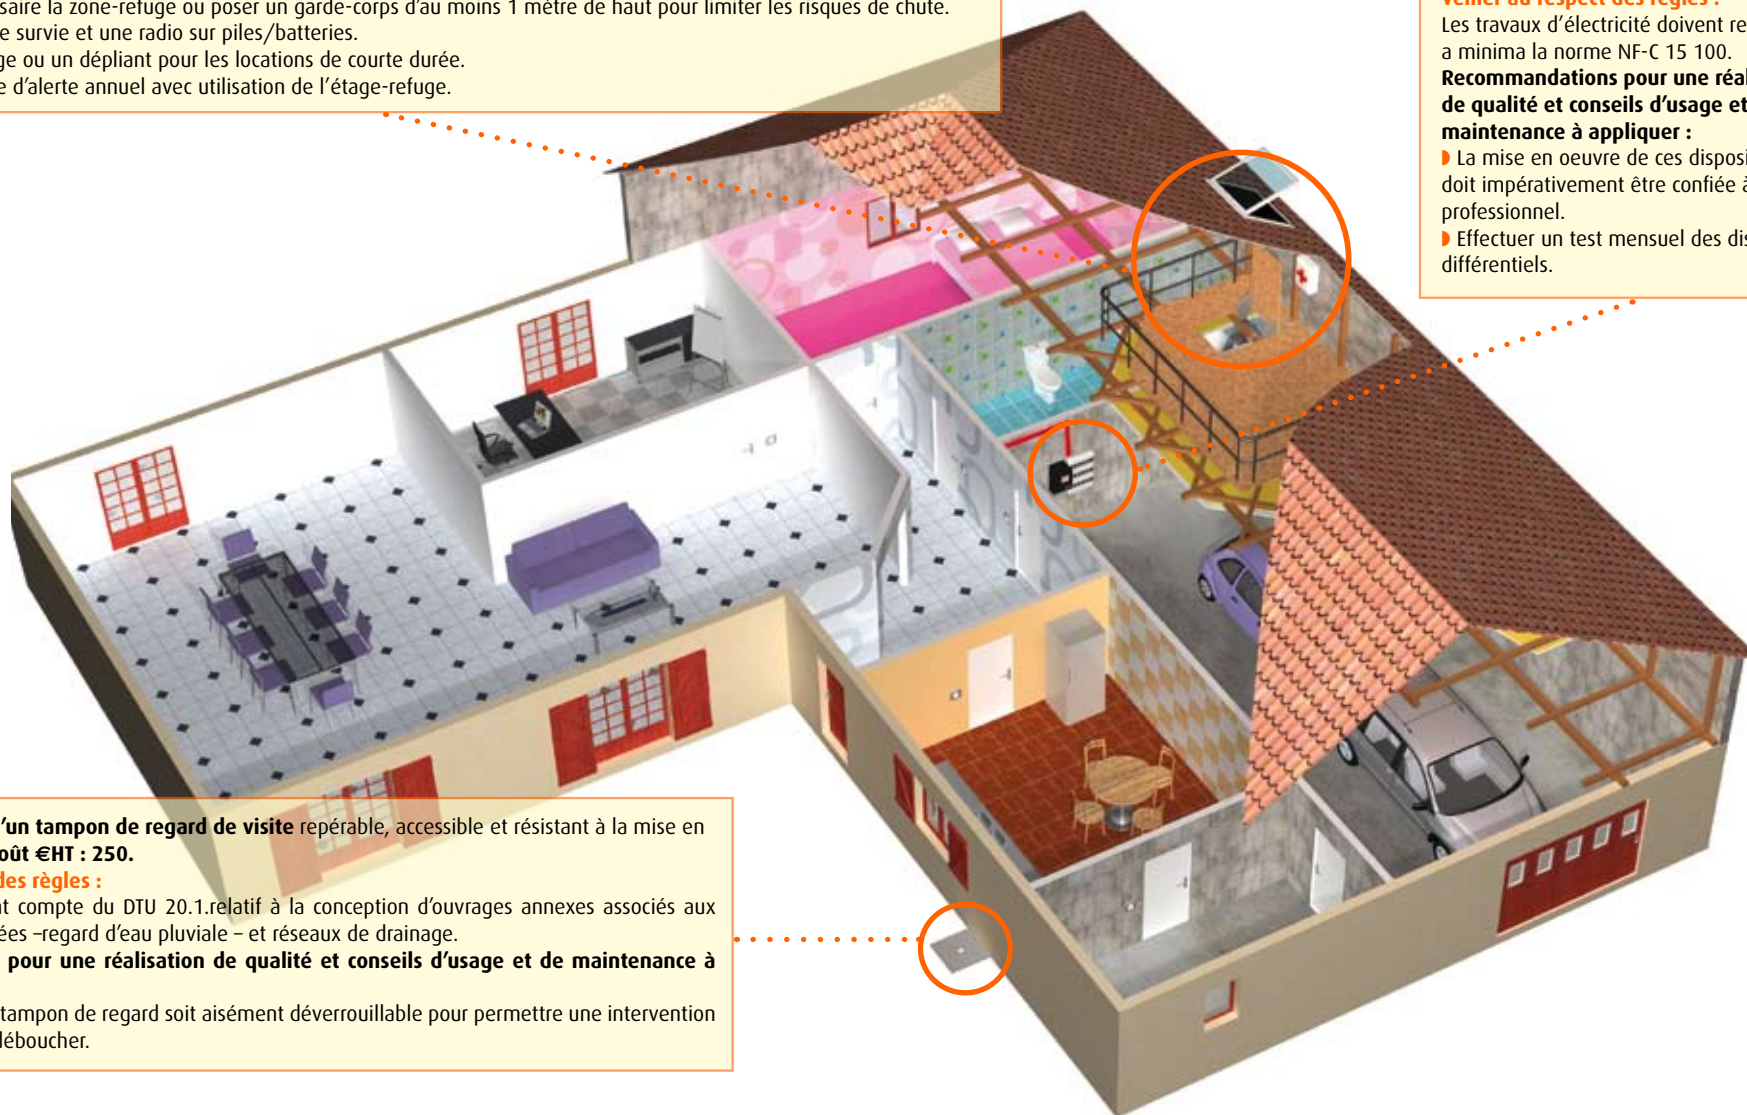 saire la zone-refuge ou poser un garde-corps d'au moins 1 mètre de haut pour limiter les risques de chute.
e survie et une radio sur piles/batteries.
ge ou un dépliant pour les locations de courte durée.
e d'alerte annuel avec utilisation de l'étage-refuge.
Veiller au respect des règles :
Les travaux d'électricité doivent re
a minima la norme NF-C 15 100.
Recommandations pour une réal
de qualité et conseils d'usage et
maintenance à appliquer :
La mise en oeuvre de ces disposi
doit impérativement être confiée à
professionnel.
Effectuer un test mensuel des dis
différentiels.
'un tampon de regard de visite repérable, accessible et résistant à la mise en
oût €HT : 250.
des règles :
nt compte du DTU 20.1.relatif à la conception d'ouvrages annexes associés aux
ées –regard d'eau pluviale – et réseaux de drainage.
pour une réalisation de qualité et conseils d'usage et de maintenance à
tampon de regard soit aisément déverrouillable pour permettre une intervention
déboucher.